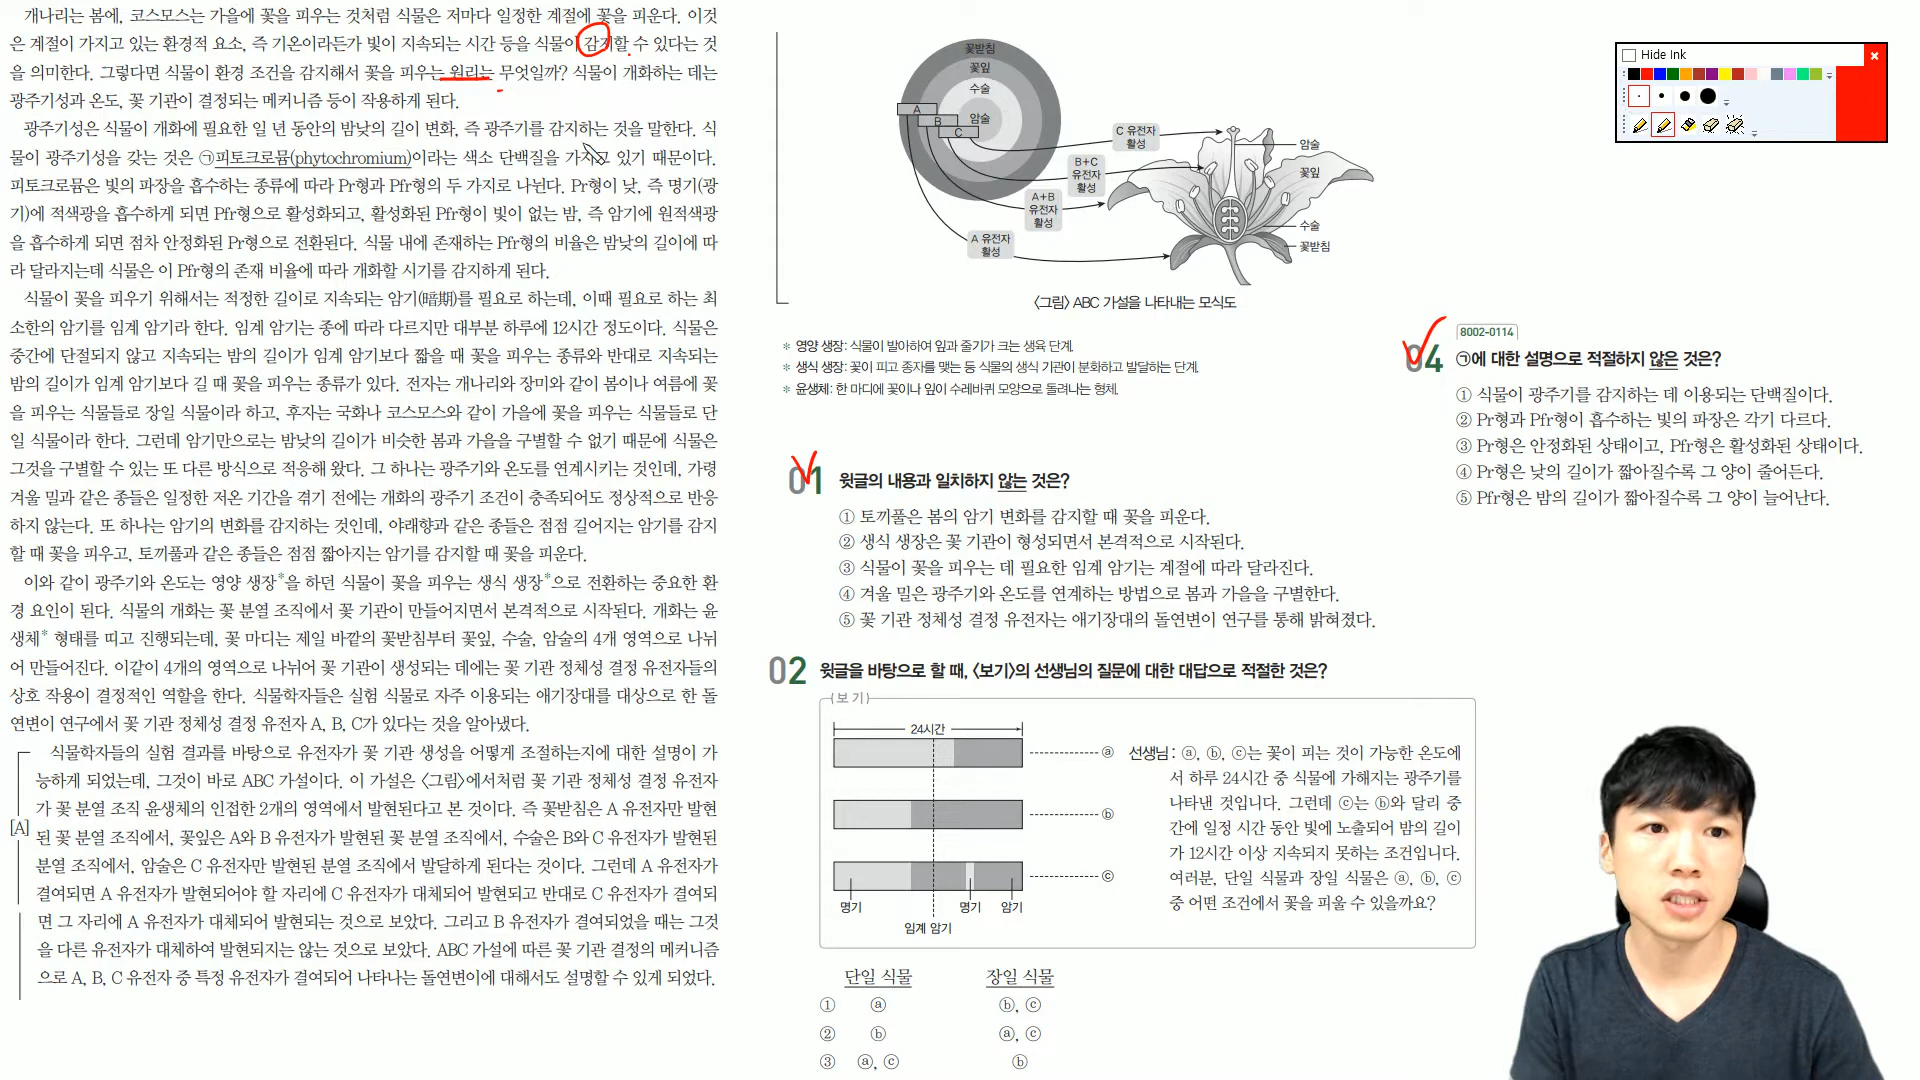 개나리는 봄에, 코스모스는 가을에 꽃을 피우는 것처럼 식물은 저마다 일정한 계절에 꽃을 피운다. 이것
은 계절이 가지고 있는 환경적 요소, 즉 기온이라든가 빛이 지속되는 시간 등을 식물이 감지할 수 있다는 것
을 의미한다. 그렇다면 식물이 환경 조건을 감지해서 꽃을 피우는 원리는 무엇일까? 식물이 개화하는 데는
광주기성과 온도, 꽃 기관이 결정되는 메커니즘 등이 작용하게 된다.
광주기성은 식물이 개화에 필요한 일 년 동안의 밤낮의 길이 변화, 즉 광주기를 감지하는 것을 말한다. 식
물이 광주기성을 갖는 것은 ㉠피토크로뮴(phytochromium)이라는 색소 단백질을 가지고 있기 때문이다.
피토크로뮴은 빛의 파장을 흡수하는 종류에 따라 Pr형과 Pfr형의 두 가지로 나뉜다. Pr형이 낮, 즉 명기(광
기)에 적색광을 흡수하게 되면 Pfr형으로 활성화되고, 활성화된 Pfr형이 빛이 없는 밤, 즉 암기에 원적색광
을 흡수하게 되면 점차 안정화된 Pr형으로 전환된다. 식물 내에 존재하는 Pfr형의 비율은 밤낮의 길이에 따
라 달라지는데 식물은 이 Pfr형의 존재 비율에 따라 개화할 시기를 감지하게 된다.
식물이 꽃을 피우기 위해서는 적정한 길이로 지속되는 암기(暗期)를 필요로 하는데, 이때 필요로 하는 최
소한의 암기를 임계 암기라 한다. 임계 암기는 종에 따라 다르지만 대부분 하루에 12시간 정도이다. 식물은
중간에 단절되지 않고 지속되는 밤의 길이가 임계 암기보다 짧을 때 꽃을 피우는 종류와 반대로 지속되는
밤의 길이가 임계 암기보다 길 때 꽃을 피우는 종류가 있다. 전자는 개나리와 장미와 같이 봄이나 여름에 꽃
을 피우는 식물들로 장일 식물이라 하고, 후자는 국화나 코스모스와 같이 가을에 꽃을 피우는 식물들로 단
일 식물이라 한다. 그런데 암기만으로는 밤낮의 길이가 비슷한 봄과 가을을 구별할 수 없기 때문에 식물은
그것을 구별할 수 있는 또 다른 방식으로 적응해 왔다. 그 하나는 광주기와 온도를 연계시키는 것인데, 가령
겨울 밀과 같은 종들은 일정한 저온 기간을 겪기 전에는 개화의 광주기 조건이 충족되어도 정상적으로 반응
하지 않는다. 또 하나는 암기의 변화를 감지하는 것인데, 야래향과 같은 종들은 점점 길어지는 암기를 감지
할 때 꽃을 피우고, 토끼풀과 같은 종들은 점점 짧아지는 암기를 감지할 때 꽃을 피운다.
이와 같이 광주기와 온도는 영양 생장*을 하던 식물이 꽃을 피우는 생식 생장*으로 전환하는 중요한 환
경 요인이 된다. 식물의 개화는 꽃 분열 조직에서 꽃 기관이 만들어지면서 본격적으로 시작된다. 개화는 윤
생체* 형태를 띠고 진행되는데, 꽃 마디는 제일 바깥의 꽃받침부터 꽃잎, 수술, 암술의 4개 영역으로 나뉘
어 만들어진다. 이같이 4개의 영역으로 나뉘어 꽃 기관이 생성되는 데에는 꽃 기관 정체성 결정 유전자들의
상호 작용이 결정적인 역할을 한다. 식물학자들은 실험 식물로 자주 이용되는 애기장대를 대상으로 한 돌
연변이 연구에서 꽃 기관 정체성 결정 유전자 A, B, C가 있다는 것을 알아냈다.
식물학자들의 실험 결과를 바탕으로 유전자가 꽃 기관 생성을 어떻게 조절하는지에 대한 설명이 가
능하게 되었는데, 그것이 바로 ABC 가설이다. 이 가설은 〈그림〉에서처럼 꽃 기관 정체성 결정 유전자
가 꽃 분열 조직 윤생체의 인접한 2개의 영역에서 발현된다고 본 것이다. 즉 꽃받침은 A 유전자만 발현
[A] 된 꽃 분열 조직에서, 꽃잎은 A와 B 유전자가 발현된 꽃 분열 조직에서, 수술은 B와 C 유전자가 발현된
분열 조직에서, 암술은 C 유전자만 발현된 분열 조직에서 발달하게 된다는 것이다. 그런데 A 유전자가
결여되면 A 유전자가 발현되어야 할 자리에 C 유전자가 대체되어 발현되고 반대로 C 유전자가 결여되
면 그 자리에 A 유전자가 대체되어 발현되는 것으로 보았다. 그리고 B 유전자가 결여되었을 때는 그것
을 다른 유전자가 대체하여 발현되지는 않는 것으로 보았다. ABC 가설에 따른 꽃 기관 결정의 메커니즘
으로 A, B, C 유전자 중 특정 유전자가 결여되어 나타나는 돌연변이에 대해서도 설명할 수 있게 되었다.
꽃받침
꽃잎
수술
암술
A
B
C
C 유전자
활성
B+C
유전자
활성
A+B
유전자
활성
A 유전자
활성
암술
꽃잎
수술
꽃받침
〈그림〉 ABC 가설을 나타내는 모식도
* 영양 생장: 식물이 발아하여 잎과 줄기가 크는 생육 단계.
* 생식 생장: 꽃이 피고 종자를 맺는 등 식물의 생식 기관이 분화하고 발달하는 단계.
* 윤생체: 한 마디에 꽃이나 잎이 수레바퀴 모양으로 돌려나는 형체.
01 윗글의 내용과 일치하지 않는 것은?
① 토끼풀은 봄의 암기 변화를 감지할 때 꽃을 피운다.
② 생식 생장은 꽃 기관이 형성되면서 본격적으로 시작된다.
③ 식물이 꽃을 피우는 데 필요한 임계 암기는 계절에 따라 달라진다.
④ 겨울 밀은 광주기와 온도를 연계하는 방법으로 봄과 가을을 구별한다.
⑤ 꽃 기관 정체성 결정 유전자는 애기장대의 돌연변이 연구를 통해 밝혀졌다.
02 윗글을 바탕으로 할 때, 〈보기〉의 선생님의 질문에 대한 대답으로 적절한 것은?
(보기)
24시간
ⓐ
ⓑ
ⓒ
명기
명기
암기
임계 암기
선생님: ⓐ, ⓑ, ⓒ는 꽃이 피는 것이 가능한 온도에
서 하루 24시간 중 식물에 가해지는 광주기를
나타낸 것입니다. 그런데 ⓒ는 ⓑ와 달리 중
간에 일정 시간 동안 빛에 노출되어 밤의 길이
가 12시간 이상 지속되지 못하는 조건입니다.
여러분, 단일 식물과 장일 식물은 ⓐ, ⓑ, ⓒ
중 어떤 조건에서 꽃을 피울 수 있을까요?
단일 식물 장일 식물
① ⓐ ⓑ, ⓒ
② ⓑ ⓐ, ⓒ
③ ⓐ, ⓒ ⓑ
8002-0114
04 ㉠에 대한 설명으로 적절하지 않은 것은?
① 식물이 광주기를 감지하는 데 이용되는 단백질이다.
② Pr형과 Pfr형이 흡수하는 빛의 파장은 각기 다르다.
③ Pr형은 안정화된 상태이고, Pfr형은 활성화된 상태이다.
④ Pr형은 낮의 길이가 짧아질수록 그 양이 줄어든다.
⑤ Pfr형은 밤의 길이가 짧아질수록 그 양이 늘어난다.
Hide Ink